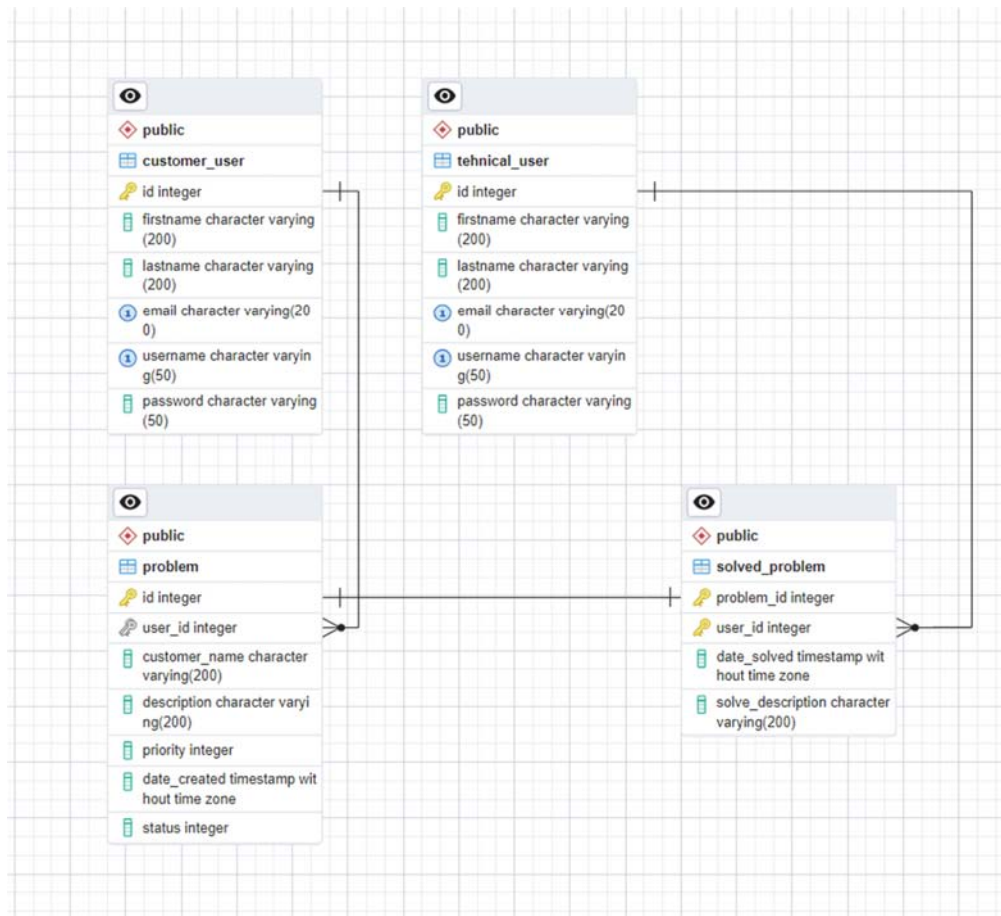 public
customer_user
id integer
firstname character varying
(200)
lastname character varying
(200)
1 email character varying(20
0)
1 username character varyin
g(50)
password character varying
(50)
public
tehnical_user
id integer
firstname character varying
(200)
lastname character varying
(200)
1 email character varying(20
0)
1 username character varyin
g(50)
password character varying
(50)
public
problem
id integer
user_id integer
customer_name character
varying(200)
description character varyi
ng(200)
priority integer
date_created timestamp wit
hout time zone
status integer
public
solved_problem
problem_id integer
user_id integer
date_solved timestamp wit
hout time zone
solve_description character
varying(200)